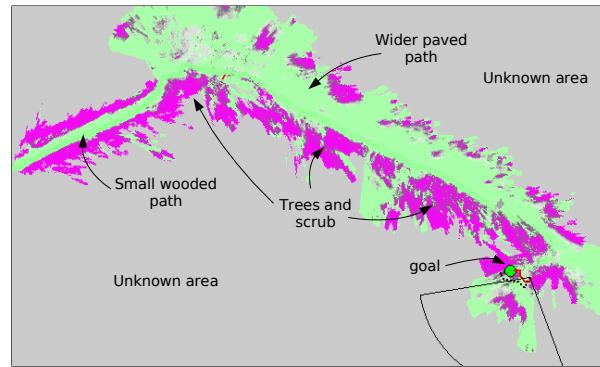 Wider paved
path
Unknown area
Small wooded
path
Trees and
scrub
goal
Unknown area